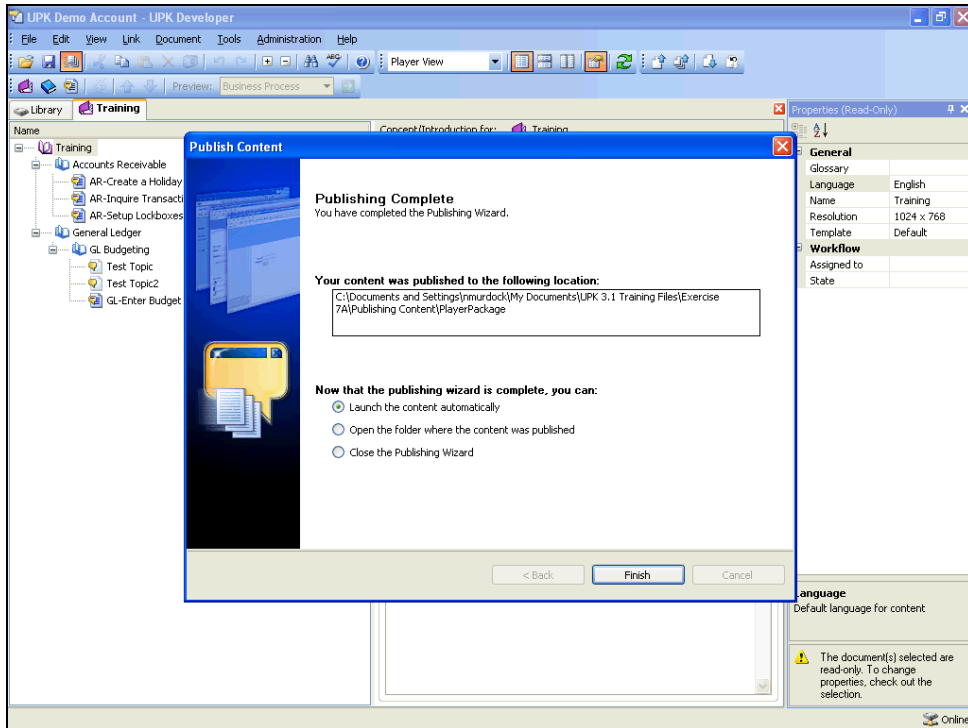 UPK Demo Account - UPK Developer
File Edit View Link Document Tools Administration Help
Player View
Preview: Business Process
Library Training
Properties (Read-Only)
Name
Concept/Introduction for: Training
Training
Accounts Receivable
AR-Create a Holiday
AR-Inquire Transacti
AR-Setup Lockboxes
General Ledger
GL Budgeting
Test Topic
Test Topic2
GL-Enter Budget
Publish Content
Publishing Complete
You have completed the Publishing Wizard.
Your content was published to the following location:
C:\Documents and Settings\nmurdock\My Documents\UPK 3.1 Training Files\Exercise
7A\Publishing Content\PlayerPackage
Now that the publishing wizard is complete, you can:
Launch the content automatically
Open the folder where the content was published
Close the Publishing Wizard
< Back Finish Cancel
General
Glossary
Language English
Name Training
Resolution 1024 x 768
Template Default
Workflow
Assigned to
State
Language
Default language for content
The document(s) selected are
read-only. To change
properties, check out the
selection.
Online